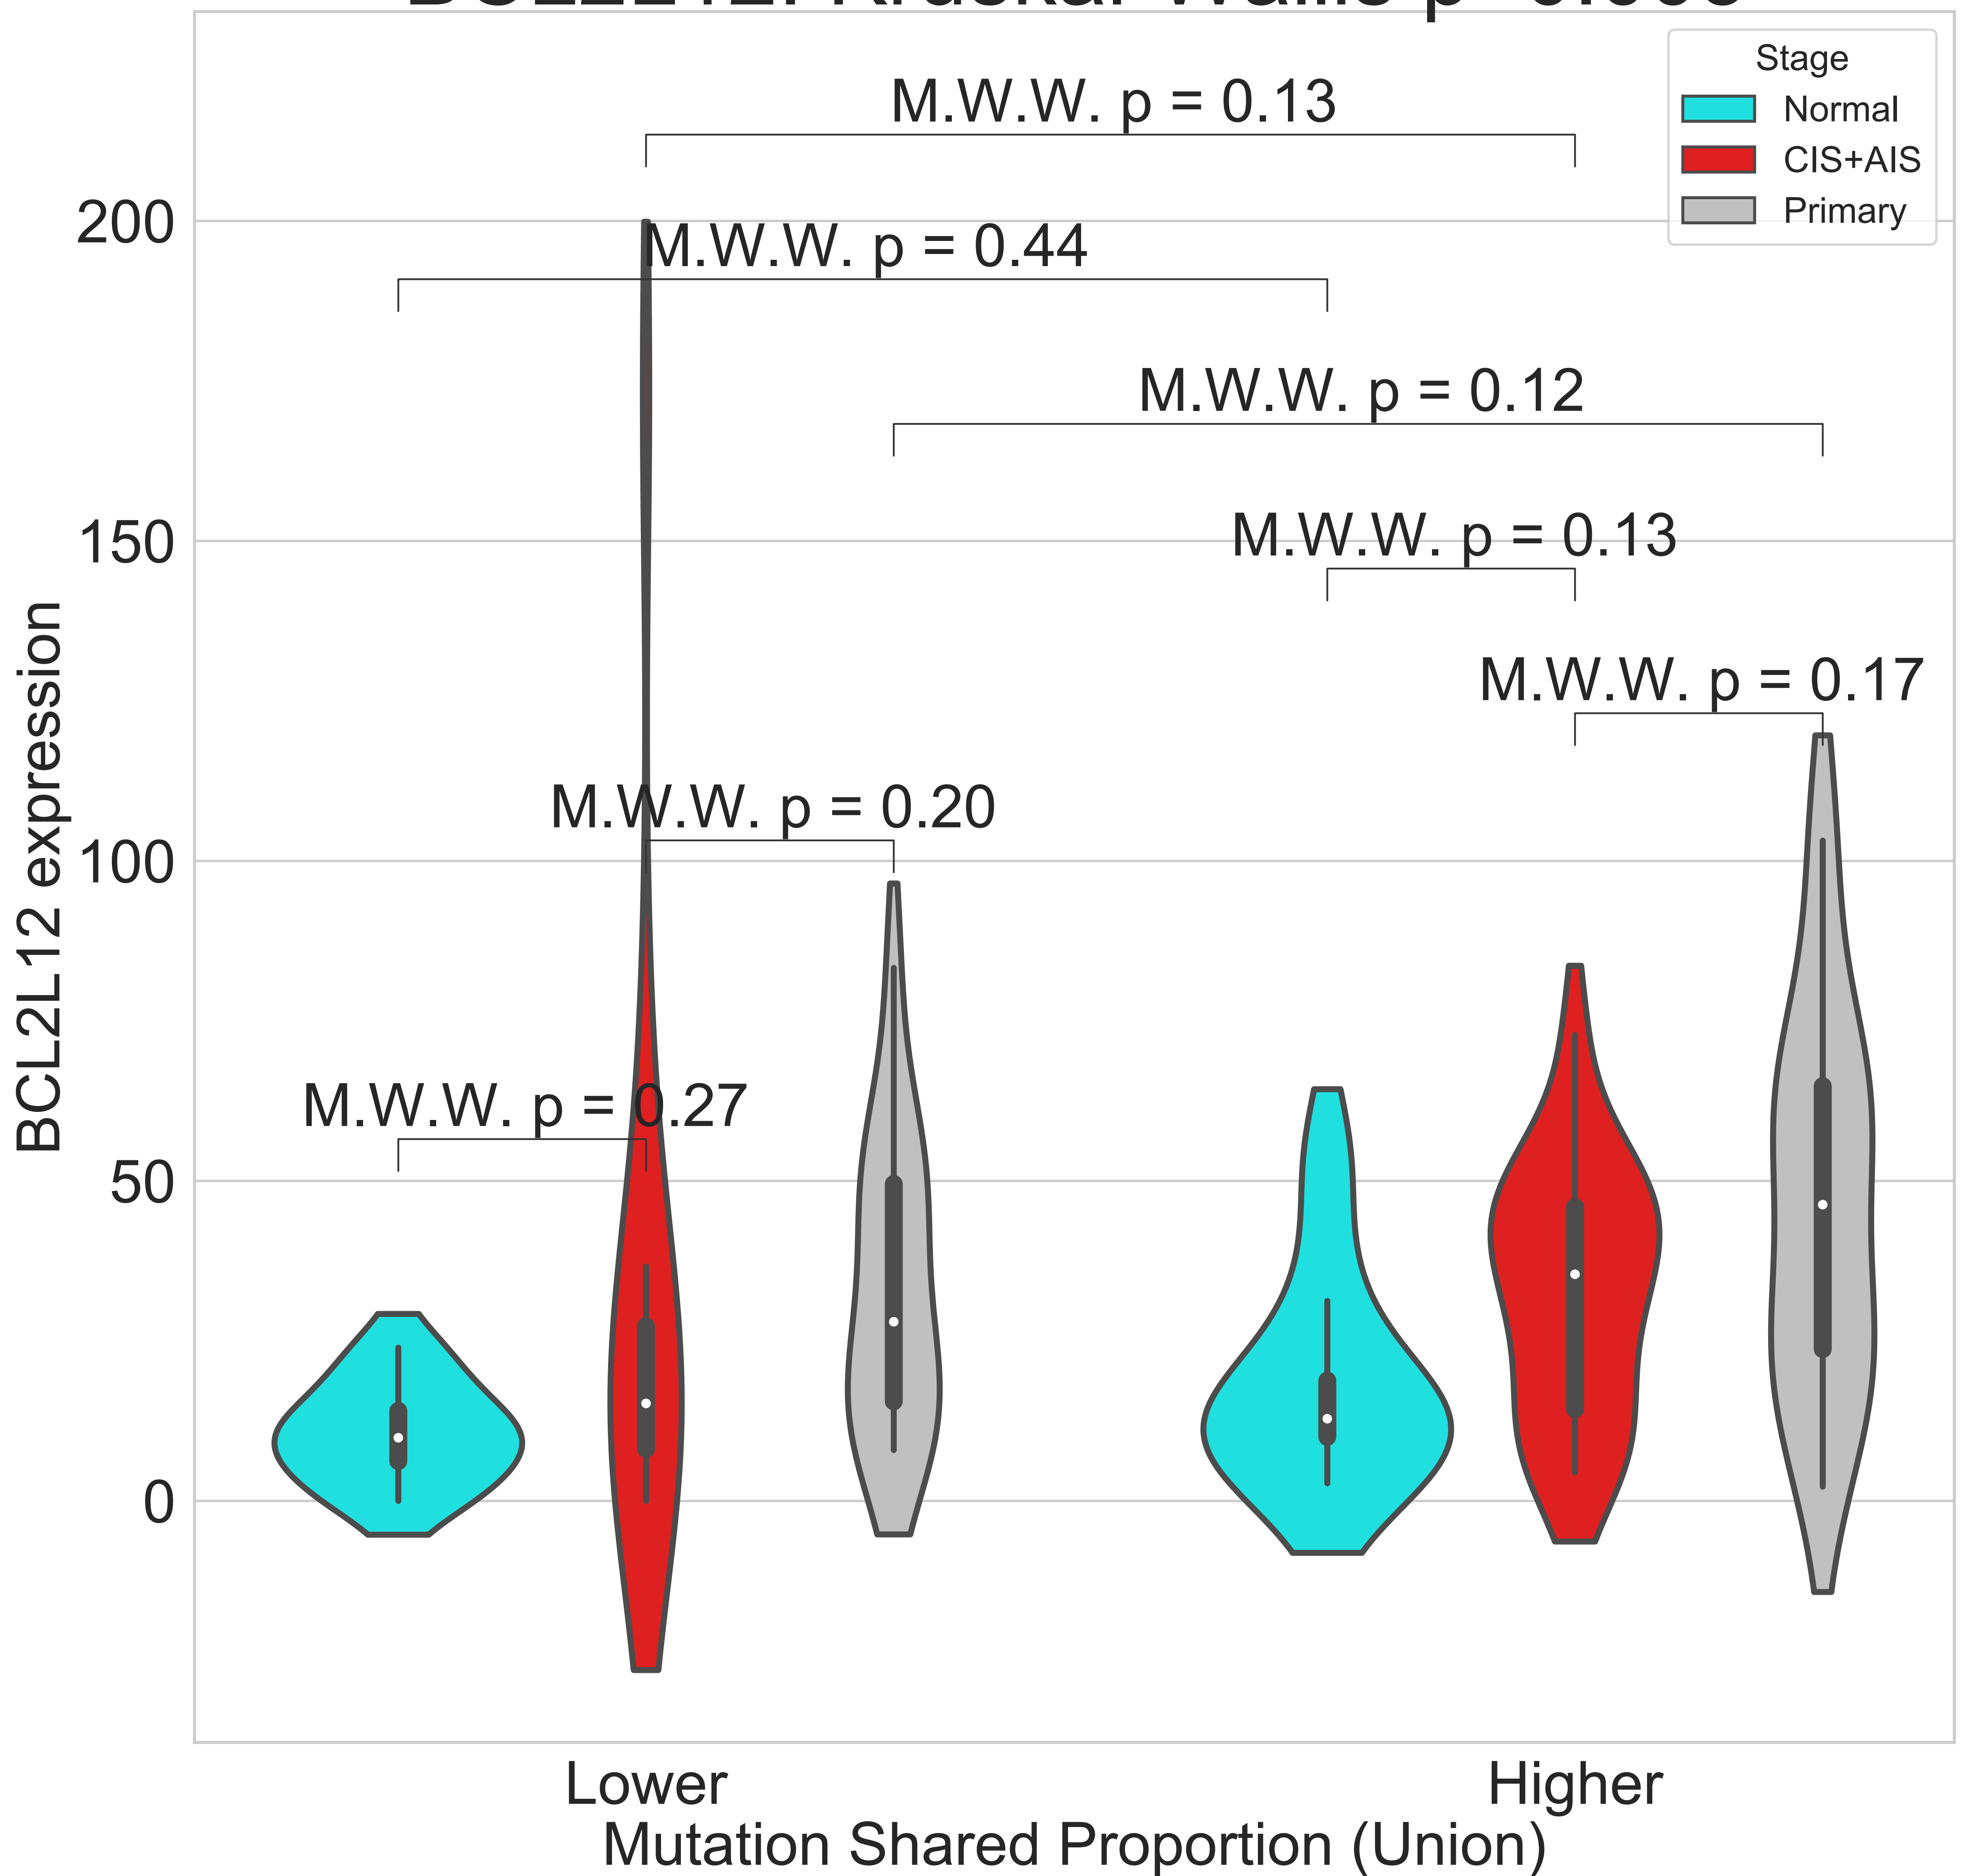 Stage
Normal
CIS+AIS
Primary
M.W.W. p = 0.13
M.W.W. p = 0.44
M.W.W. p = 0.12
M.W.W. p = 0.13
M.W.W. p = 0.17
M.W.W. p = 0.20
M.W.W. p = 0.27
200
150
100
50
0
BCL2L12 expression
Lower
Higher
Mutation Shared Proportion (Union)